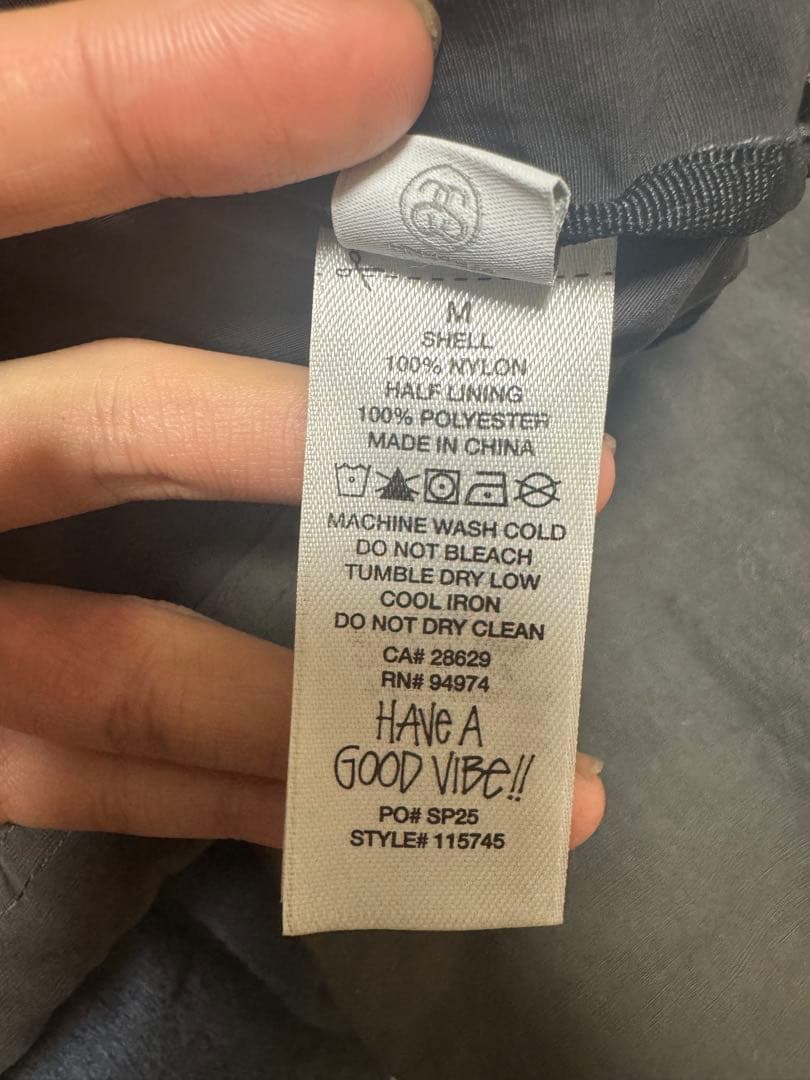 M
SHELL
100% NYLON
HALF LINING
100% POLYESTER
MADE IN CHINA
MACHINE WASH COLD
DO NOT BLEACH
TUMBLE DRY LOW
COOL IRON
DO NOT DRY CLEAN
CA# 28629
RN# 94974
HAVE A
GOOD VIBE!!
PO# SP25
STYLE# 115745